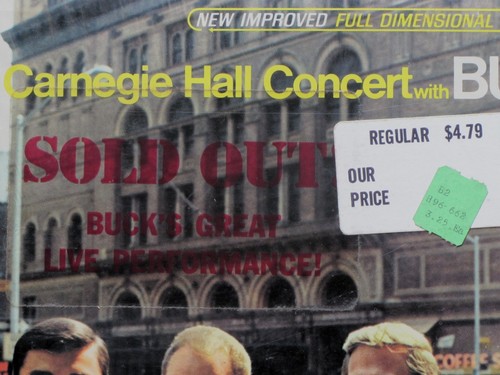 NEW IMPROVED FULL DIMENSIONAL
Carnegie Hall Concert with BU
SOLD OUT!
BUCK'S GREAT
LIVE PERFORMANCE!
REGULAR $4.79
OUR
PRICE
COFFEE S